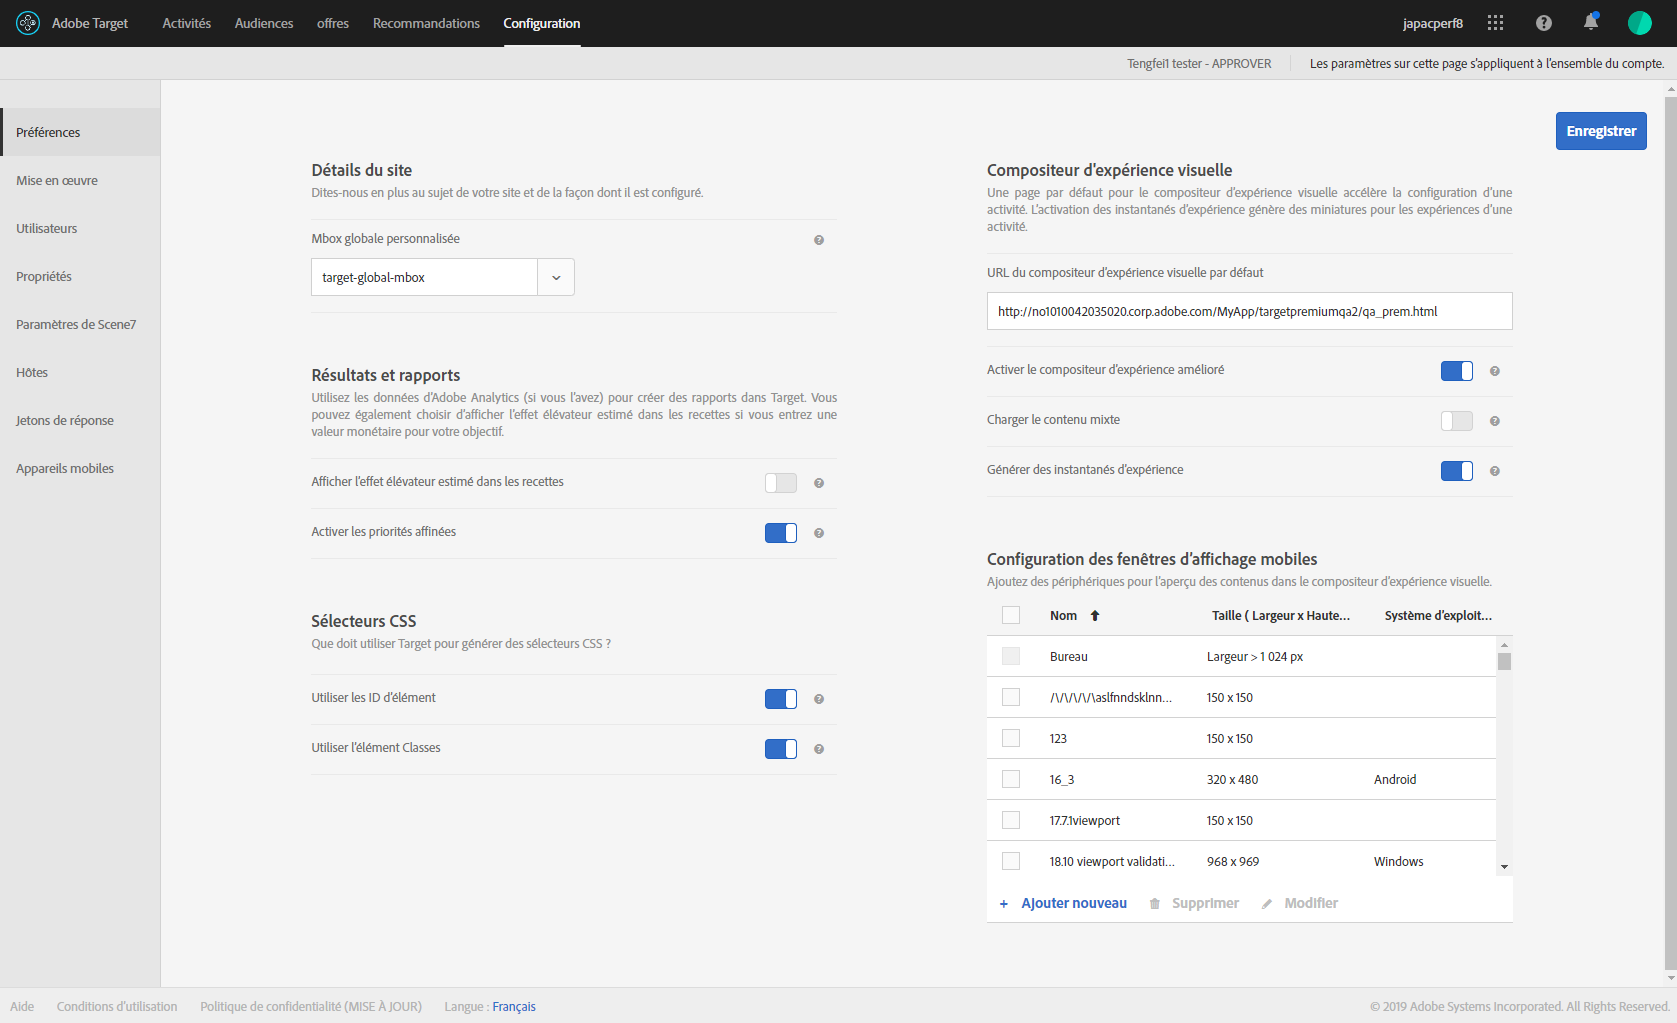 Adobe Target
Activités
Audiences
offres
Recommandations
Configuration
japacperf8
Tengfei1 tester - APPROVER
Les paramètres sur cette page s'appliquent à l'ensemble du compte.
Préférences
Mise en œuvre
Utilisateurs
Propriétés
Paramètres de Scene7
Hôtes
Jetons de réponse
Appareils mobiles
Enregistrer
Détails du site
Dites-nous en plus au sujet de votre site et de la façon dont il est configuré.
Mbox globale personnalisée
target-global-mbox
Résultats et rapports
Utilisez les données d'Adobe Analytics (si vous l'avez) pour créer des rapports dans Target. Vous
pouvez également choisir d'afficher l'effet élévateur estimé dans les recettes si vous entrez une
valeur monétaire pour votre objectif.
Afficher l'effet élévateur estimé dans les recettes
Activer les priorités affinées
Sélecteurs CSS
Que doit utiliser Target pour générer des sélecteurs CSS ?
Utiliser les ID d'élément
Utiliser l'élément Classes
Compositeur d'expérience visuelle
Une page par défaut pour le compositeur d'expérience visuelle accélère la configuration d'une
activité. L'activation des instantanés d'expérience génère des miniatures pour les expériences d'une
activité.
URL du compositeur d'expérience visuelle par défaut
http://no1010042035020.corp.adobe.com/MyApp/targetpremiumqa2/qa_prem.html
Activer le compositeur d'expérience amélioré
Charger le contenu mixte
Générer des instantanés d'expérience
Configuration des fenêtres d'affichage mobiles
Ajoutez des périphériques pour l'aperçu des contenus dans le compositeur d'expérience visuelle.
Nom Taille ( Largeur x Haute... Système d'exploit...
Bureau Largeur > 1 024 px
/\/\/\/\/\aslfnndsklnn... 150 x 150
123 150 x 150
16_3 320 x 480 Android
17.7.1viewport 150 x 150
18.10 viewport validati... 968 x 969 Windows
+ Ajouter nouveau Supprimer Modifier
Aide Conditions d'utilisation Politique de confidentialité (MISE À JOUR) Langue : Français
© 2019 Adobe Systems Incorporated. All Rights Reserved.